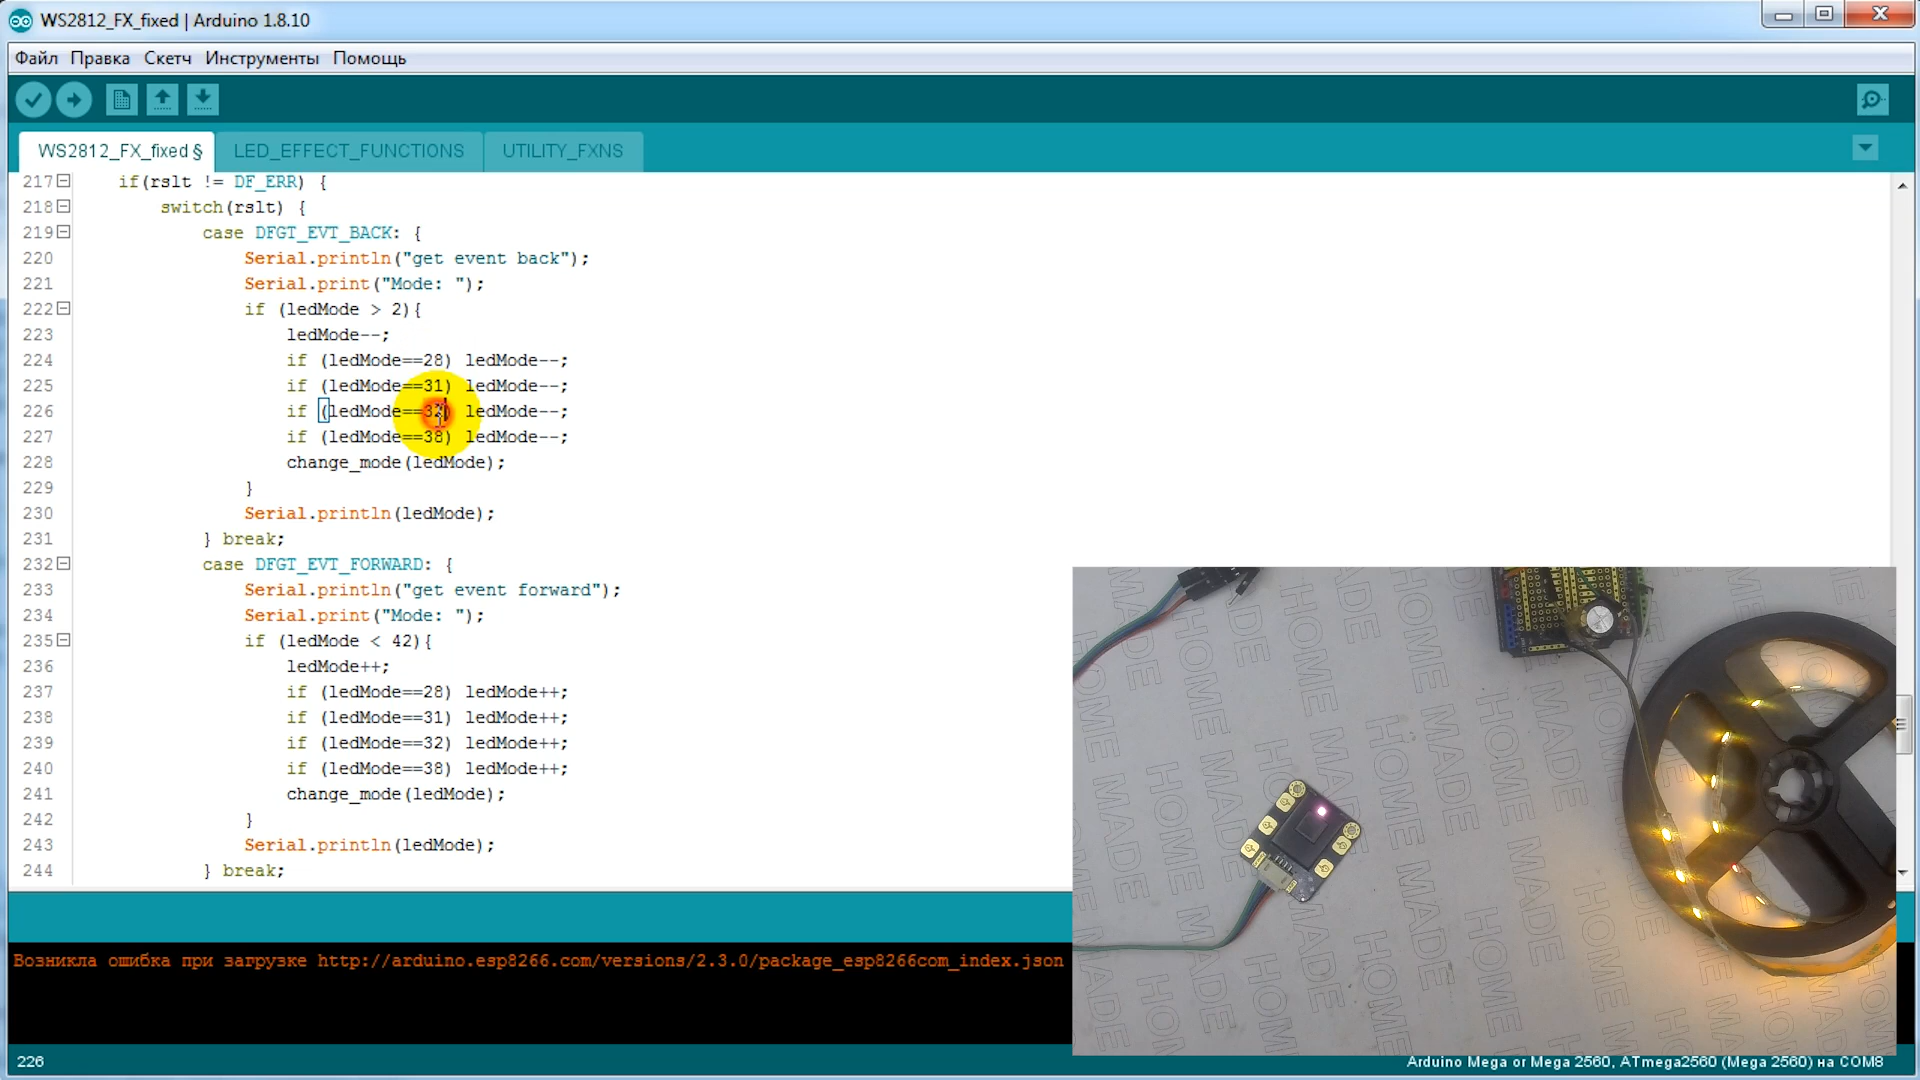 WS2812_FX_fixed | Arduino 1.8.10
Файл Правка Скетч Инструменты Помощь
WS2812_FX_fixed § LED_EFFECT_FUNCTIONS UTILITY_FXNS
217 if(rslt != DF_ERR) {
218 switch(rslt) {
219 case DFGT_EVT_BACK: {
220 Serial.println("get event back");
221 Serial.print("Mode: ");
222 if (ledMode > 2){
223 ledMode--;
224 if (ledMode==28) ledMode--;
225 if (ledMode==31) ledMode--;
226 if (ledMode==32) ledMode--;
227 if (ledMode==38) ledMode--;
228 change_mode(ledMode);
229 }
230 Serial.println(ledMode);
231 } break;
232 case DFGT_EVT_FORWARD: {
233 Serial.println("get event forward");
234 Serial.print("Mode: ");
235 if (ledMode < 42){
236 ledMode++;
237 if (ledMode==28) ledMode++;
238 if (ledMode==31) ledMode++;
239 if (ledMode==32) ledMode++;
240 if (ledMode==38) ledMode++;
241 change_mode(ledMode);
242 }
243 Serial.println(ledMode);
244 } break;
HOME MADE
Возникла ошибка при загрузке http://arduino.esp8266.com/versions/2.3.0/package_esp8266com_index.json
226
Arduino Mega or Mega 2560, ATmega2560 (Mega 2560) на COM8